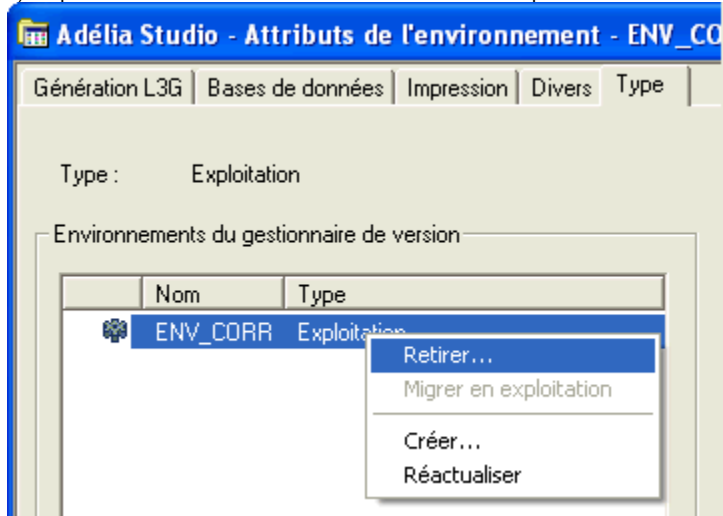 Adélia Studio - Attributs de l'environnement - ENV_CO
Génération L3G Bases de données Impression Divers Type
Type : Exploitation
Environnements du gestionnaire de version
Nom Type
ENV_CORR Exploitation
Retirer...
Migrer en exploitation
Créer...
Réactualiser